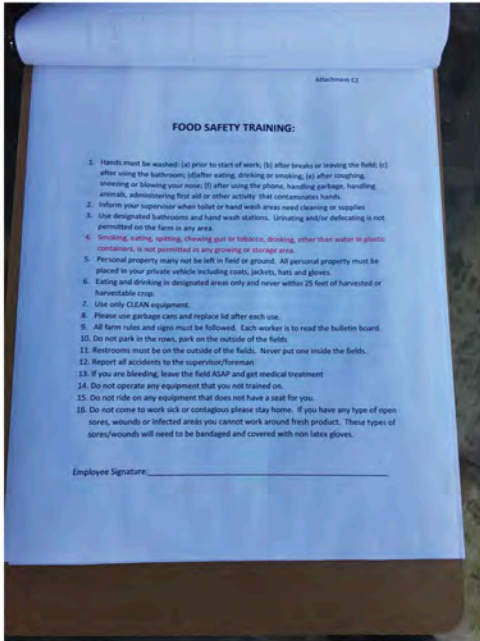 Attachment C2
FOOD SAFETY TRAINING:
1. Hands must be washed: (a) prior to start of work; (b) after breaks or leaving the field; (c)
after using the bathroom; (d)after eating, drinking or smoking; (e) after coughing,
sneezing or blowing your nose; (f) after using the phone, handling garbage, handling
animals, administering first aid or other activity that contaminates hands.
2. Inform your supervisor when toilet or hand wash areas need cleaning or supplies
3. Use designated bathrooms and hand wash stations. Urinating and/or defecating is not
permitted on the farm in any area.
4. Smoking, eating, spitting, chewing gum or tobacco, drinking, other than water in plastic
containers, is not permitted in any growing or storage area.
5. Personal property many not be left in field or ground. All personal property must be
placed in your private vehicle including coats, jackets, hats and gloves.
6. Eating and drinking in designated areas only and never within 25 feet of harvested or
harvestable crop.
7. Use only CLEAN equipment.
8. Please use garbage cans and replace lid after each use.
9. All farm rules and signs must be followed. Each worker is to read the bulletin board.
10. Do not park in the rows, park on the outside of the fields
11. Restrooms must be on the outside of the fields. Never put one inside the fields.
12. Report all accidents to the supervisor/foreman
13. If you are bleeding, leave the field ASAP and get medical treatment
14. Do not operate any equipment that you not trained on.
15. Do not ride on any equipment that does not have a seat for you.
16. Do not come to work sick or contagious please stay home. If you have any type of open
sores, wounds or infected areas you cannot work around fresh product. These types of
sores/wounds will need to be bandaged and covered with non latex gloves.
Employee Signature: